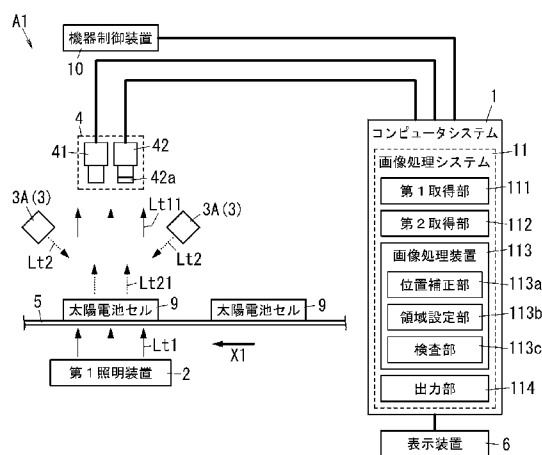 A1
機器制御装置
10
4
41
42
42a
3A(3)
Lt11
3A(3)
Lt2
Lt2
Lt21
太陽電池セル
9
太陽電池セル
9
5
Lt1
X1
第1照明装置
2
1
コンピュータシステム
11
画像処理システム
第1取得部
111
第2取得部
112
画像処理装置
113
位置補正部
113a
領域設定部
113b
検査部
113c
出力部
114
表示装置
6